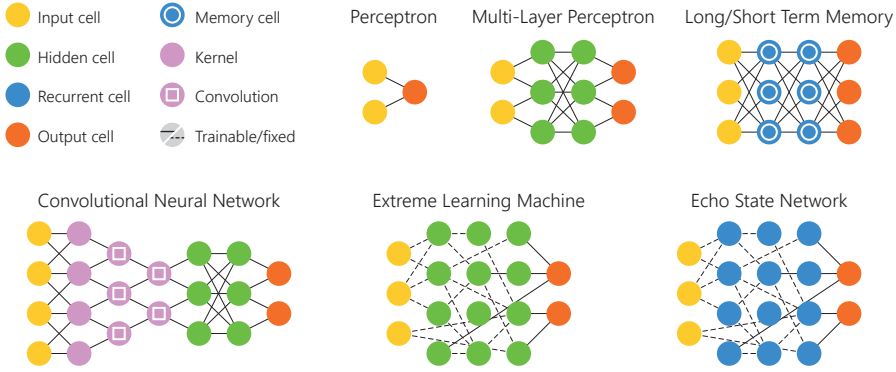 Input cell
Memory cell
Perceptron
Multi-Layer Perceptron
Long/Short Term Memory
Hidden cell
Kernel
Recurrent cell
Convolution
Output cell
Trainable/fixed
Convolutional Neural Network
Extreme Learning Machine
Echo State Network